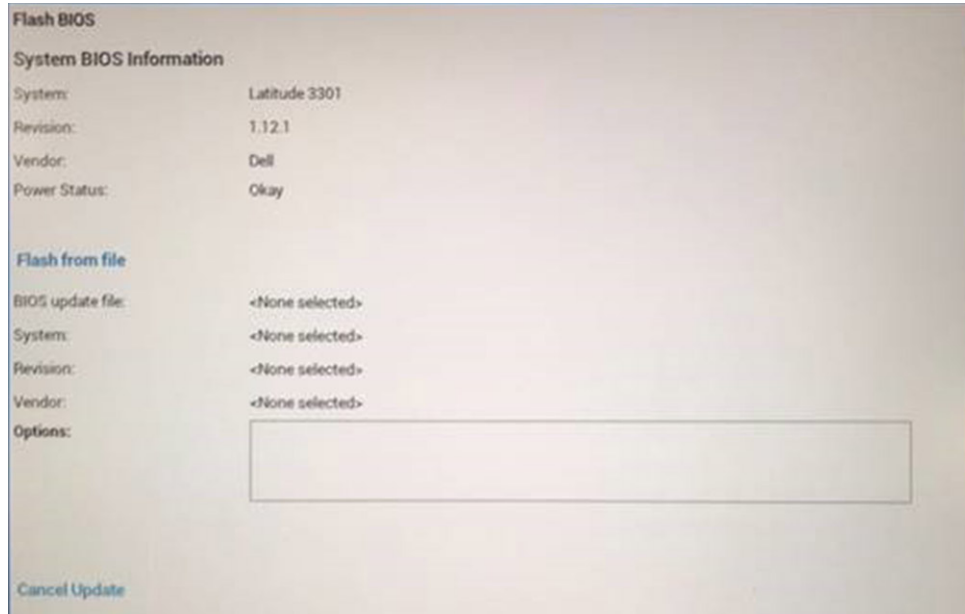 Flash BIOS
System BIOS Information
System: Latitude 3301
Revision: 1.12.1
Vendor: Dell
Power Status: Okay
Flash from file
BIOS update file: <None selected>
System: <None selected>
Revision: <None selected>
Vendor: <None selected>
Options:
Cancel Update